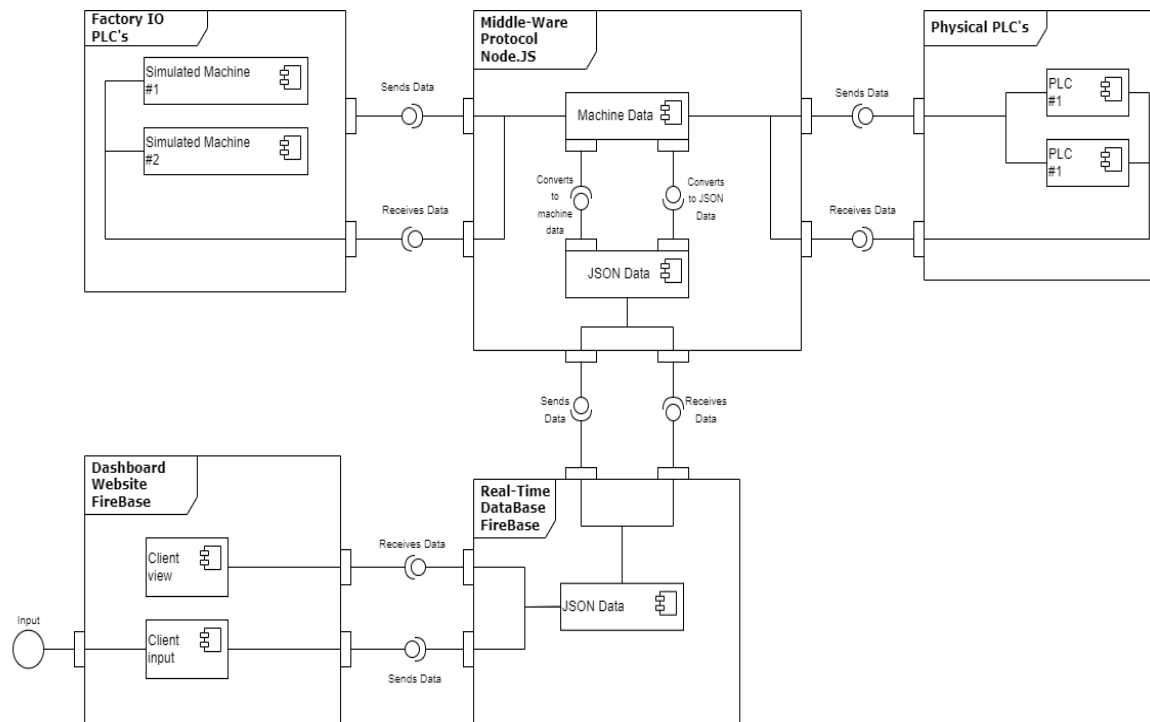 Factory IO
PLC's
Simulated Machine
#1
Simulated Machine
#2
Sends Data
Receives Data
Middle-Ware
Protocol
Node.JS
Machine Data
Converts
to
machine
data
Converts
to JSON
Data
JSON Data
Sends Data
Receives Data
Physical PLC's
PLC
#1
PLC
#1
Sends
Data
Receives
Data
Dashboard
Website
FireBase
Client
view
Client
input
Input
Receives Data
Sends Data
Real-Time
DataBase
FireBase
JSON Data